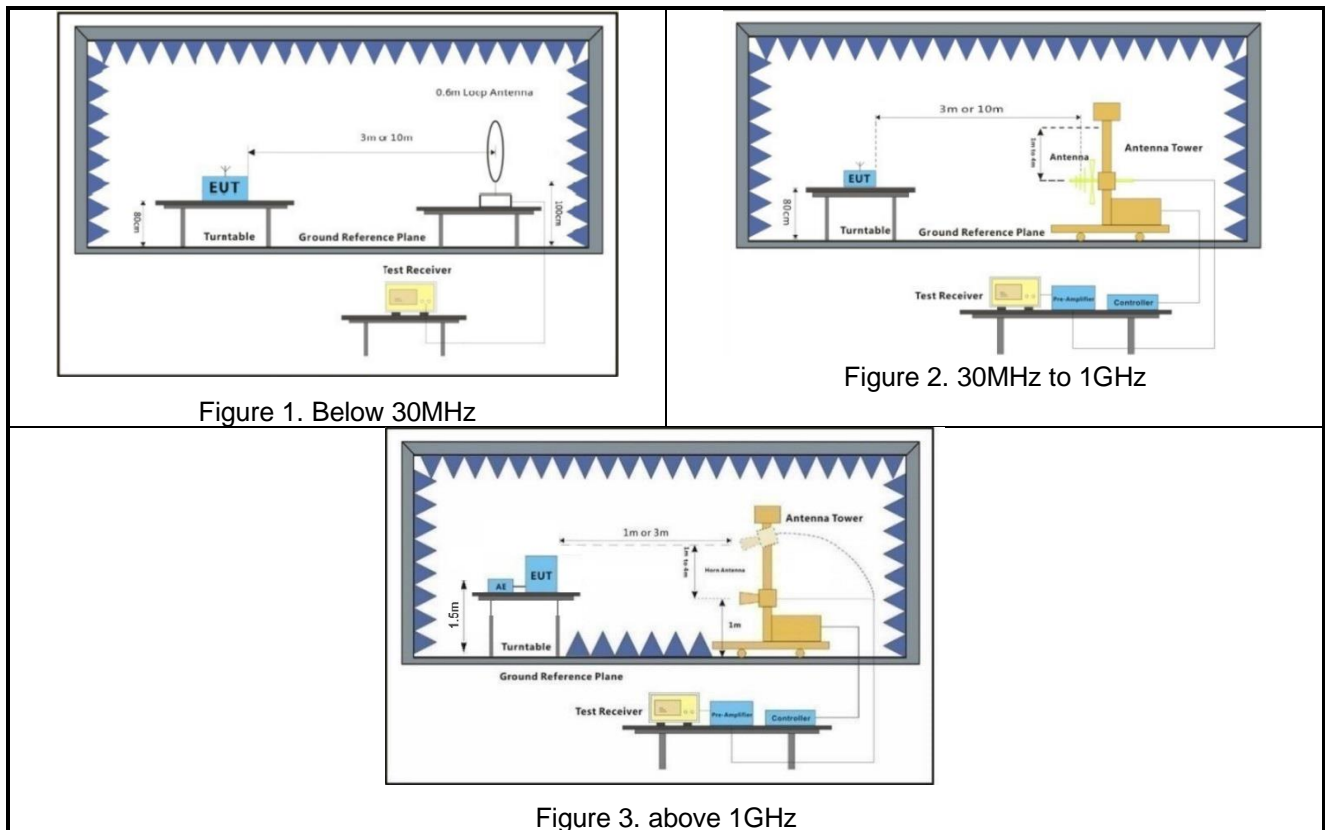 0.6m Loop Antenna
3m or 10m
EUT
80cm
100cm
Turntable
Ground Reference Plane
Test Receiver
Figure 1. Below 30MHz
3m or 10m
1m to 4m
Antenna
Antenna Tower
EUT
80cm
Turntable
Ground Reference Plane
Test Receiver
Pre-Amplifier
Controller
Figure 2. 30MHz to 1GHz
Antenna Tower
1m or 3m
1m to 4m
Horn Antenna
EUT
AE
1.5m
1m
Turntable
Ground Reference Plane
Test Receiver
Pre-Amplifier
Controller
Figure 3. above 1GHz